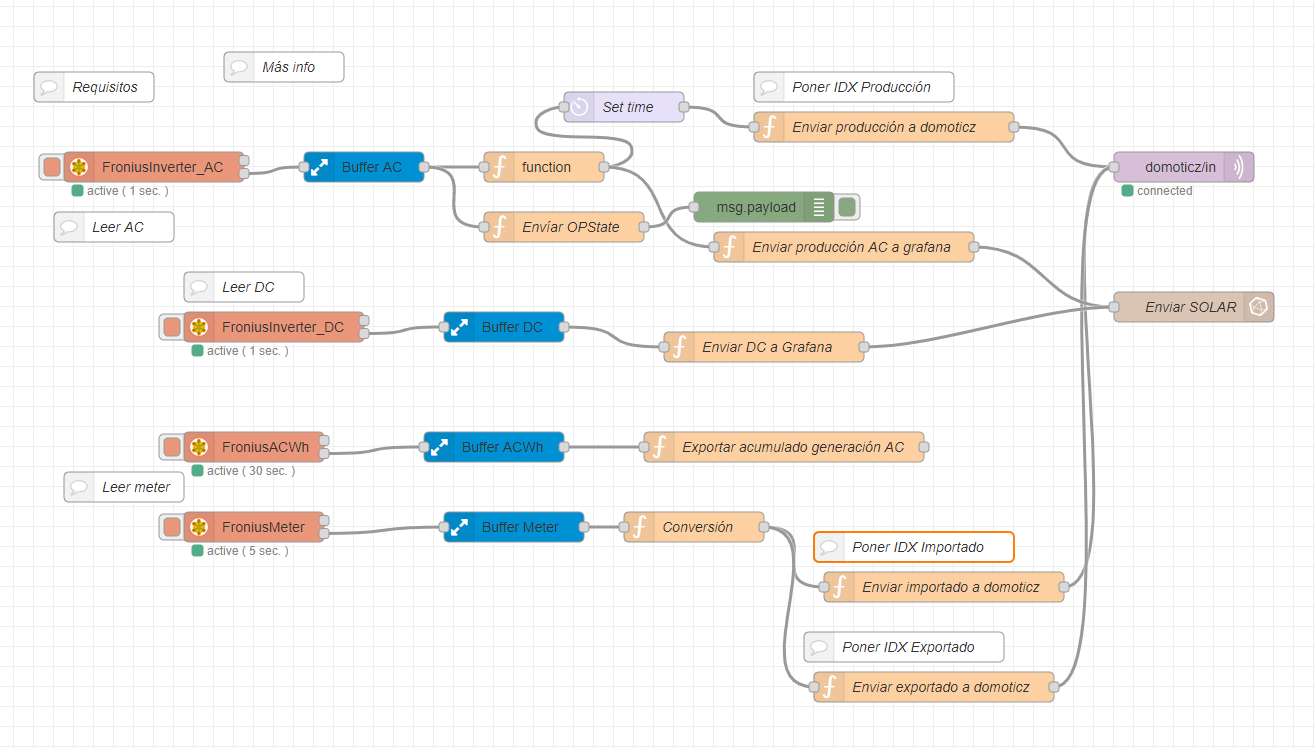 Más info
Requisitos
Poner IDX Producción
Set time
Enviar producción a domoticz
FroniusInverter_AC
Buffer AC
function
domoticz/in
active ( 1 sec. )
connected
msg.payload
Leer AC
Envíar OPState
Enviar producción AC a grafana
Leer DC
Enviar SOLAR
FroniusInverter_DC
Buffer DC
active ( 1 sec. )
Enviar DC a Grafana
FroniusACWh
Buffer ACWh
Exportar acumulado generación AC
active ( 30 sec. )
Leer meter
FroniusMeter
Buffer Meter
Conversión
active ( 5 sec. )
Poner IDX Importado
Enviar importado a domoticz
Poner IDX Exportado
Enviar exportado a domoticz